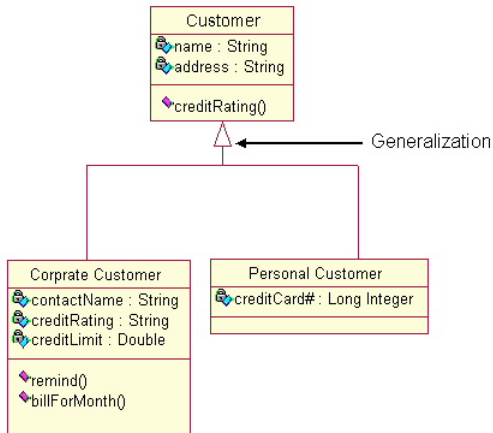 Customer
name : String
address : String
creditRating()
Generalization
Corprate Customer
contactName : String
creditRating : String
creditLimit : Double
remind()
billForMonth()
Personal Customer
creditCard# : Long Integer